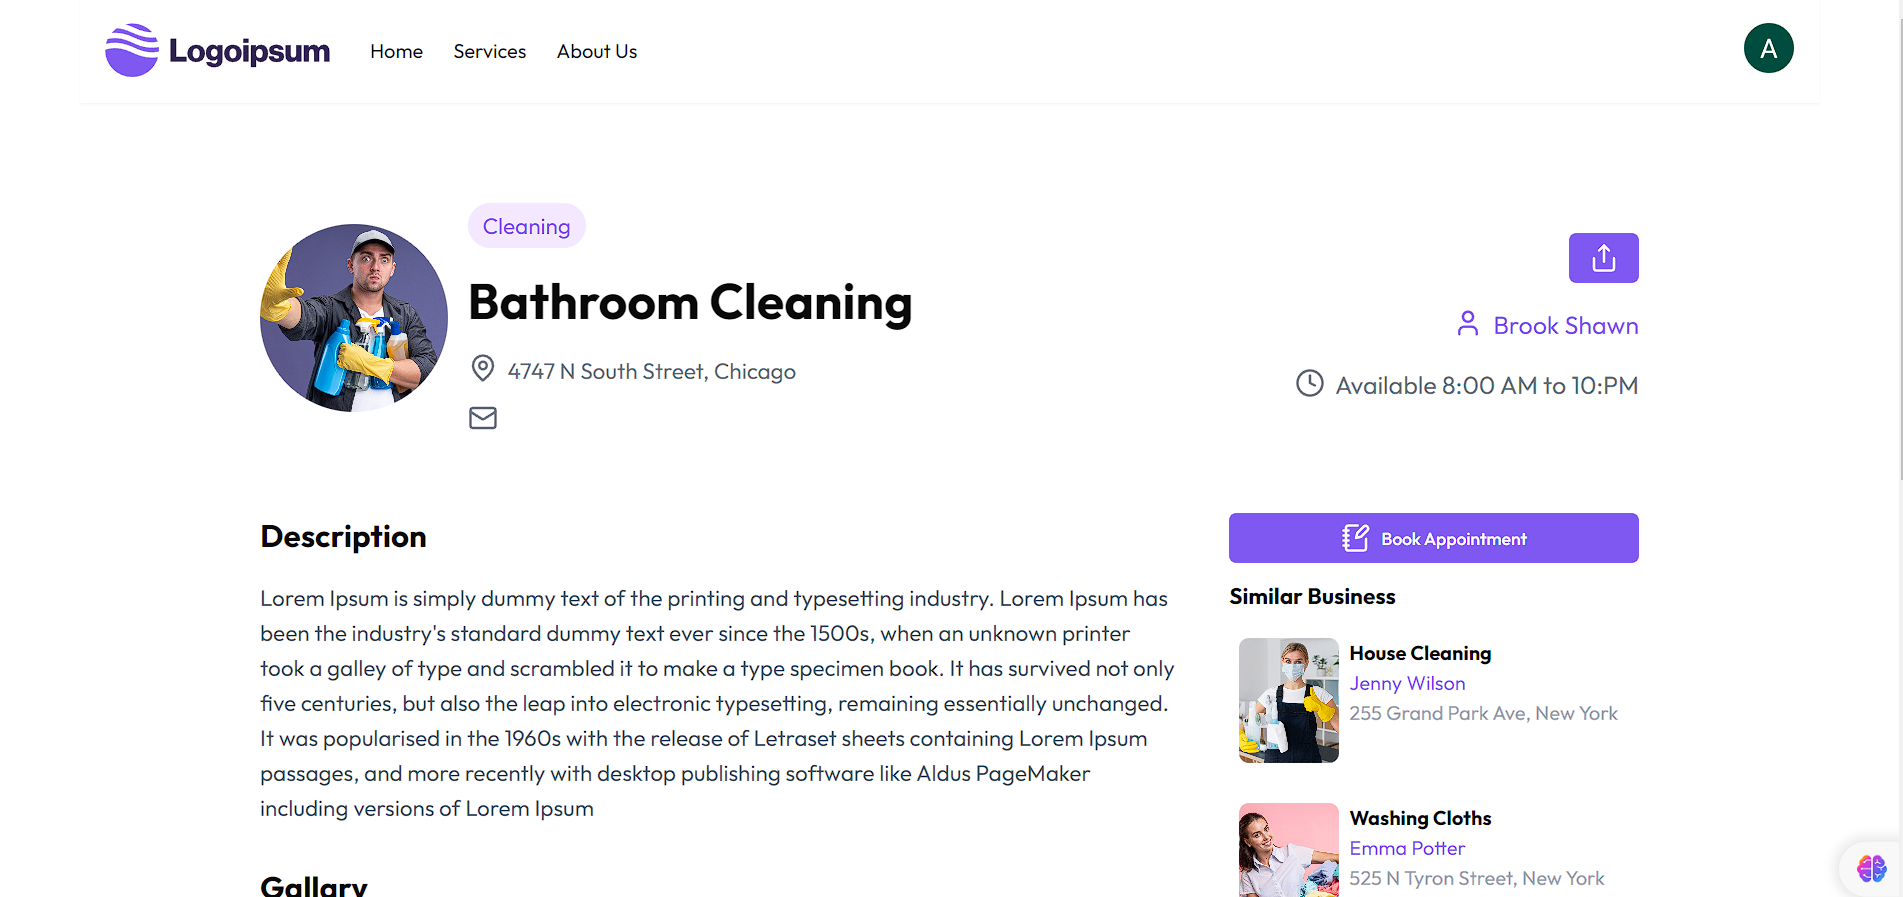 Logoipsum
Home
Services
About Us
A
Cleaning
Bathroom Cleaning
4747 N South Street, Chicago
Brook Shawn
Available 8:00 AM to 10:PM
Description
Lorem Ipsum is simply dummy text of the printing and typesetting industry. Lorem Ipsum has
been the industry's standard dummy text ever since the 1500s, when an unknown printer
took a galley of type and scrambled it to make a type specimen book. It has survived not only
five centuries, but also the leap into electronic typesetting, remaining essentially unchanged.
It was popularised in the 1960s with the release of Letraset sheets containing Lorem Ipsum
passages, and more recently with desktop publishing software like Aldus PageMaker
including versions of Lorem Ipsum
Gallary
Book Appointment
Similar Business
House Cleaning
Jenny Wilson
255 Grand Park Ave, New York
Washing Cloths
Emma Potter
525 N Tyron Street, New York